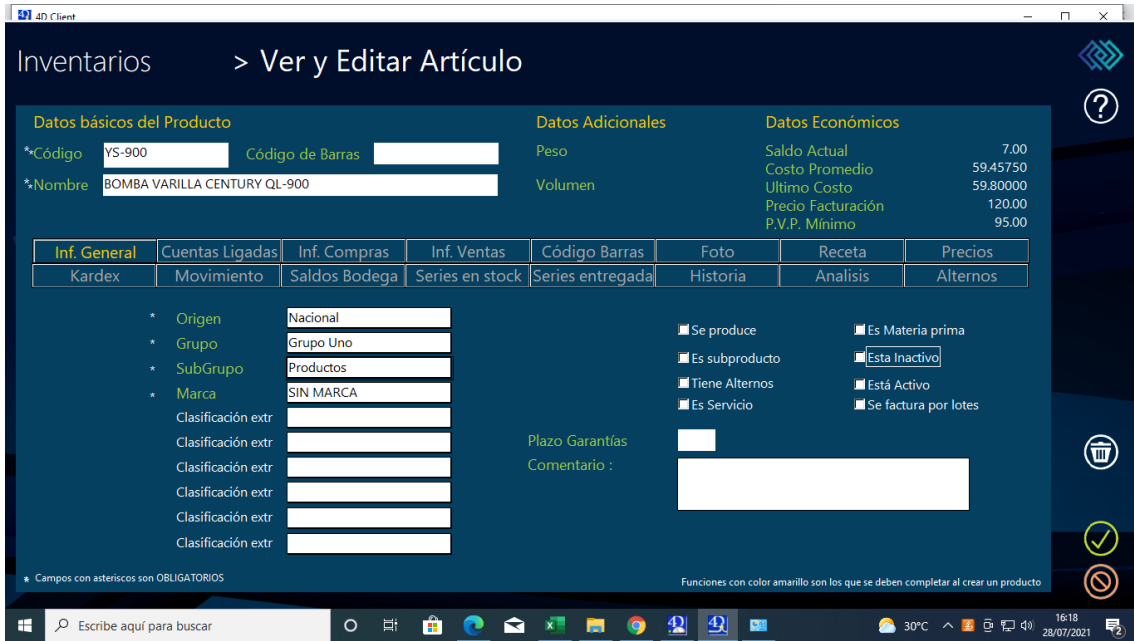 4D Client
Inventarios > Ver y Editar Artículo
Datos básicos del Producto
Datos Adicionales
Datos Económicos
**Código YS-900 Código de Barras
Peso
Saldo Actual 7.00
Costo Promedio 59.45750
**Nombre BOMBA VARILLA CENTURY QL-900
Volumen
Ultimo Costo 59.80000
Precio Facturación 120.00
P.V.P. Mínimo 95.00
Inf. General Cuentas Ligadas Inf. Compras Inf. Ventas Código Barras Foto Receta Precios
Kardex Movimiento Saldos Bodega Series en stock Series entregada Historia Analisis Alternos
* Origen Nacional
* Grupo Grupo Uno
* SubGrupo Productos
* Marca SIN MARCA
Clasificación extr
Clasificación extr
Clasificación extr
Clasificación extr
Clasificación extr
Clasificación extr
Se produce Es Materia prima
Es subproducto Esta Inactivo
Tiene Alternos Está Activo
Es Servicio Se factura por lotes
Plazo Garantías
Comentario :
* Campos con asteriscos son OBLIGATORIOS
Funciones con color amarillo son los que se deben completar al crear un producto
Escribe aquí para buscar
30°C
16:18
28/07/2021
2